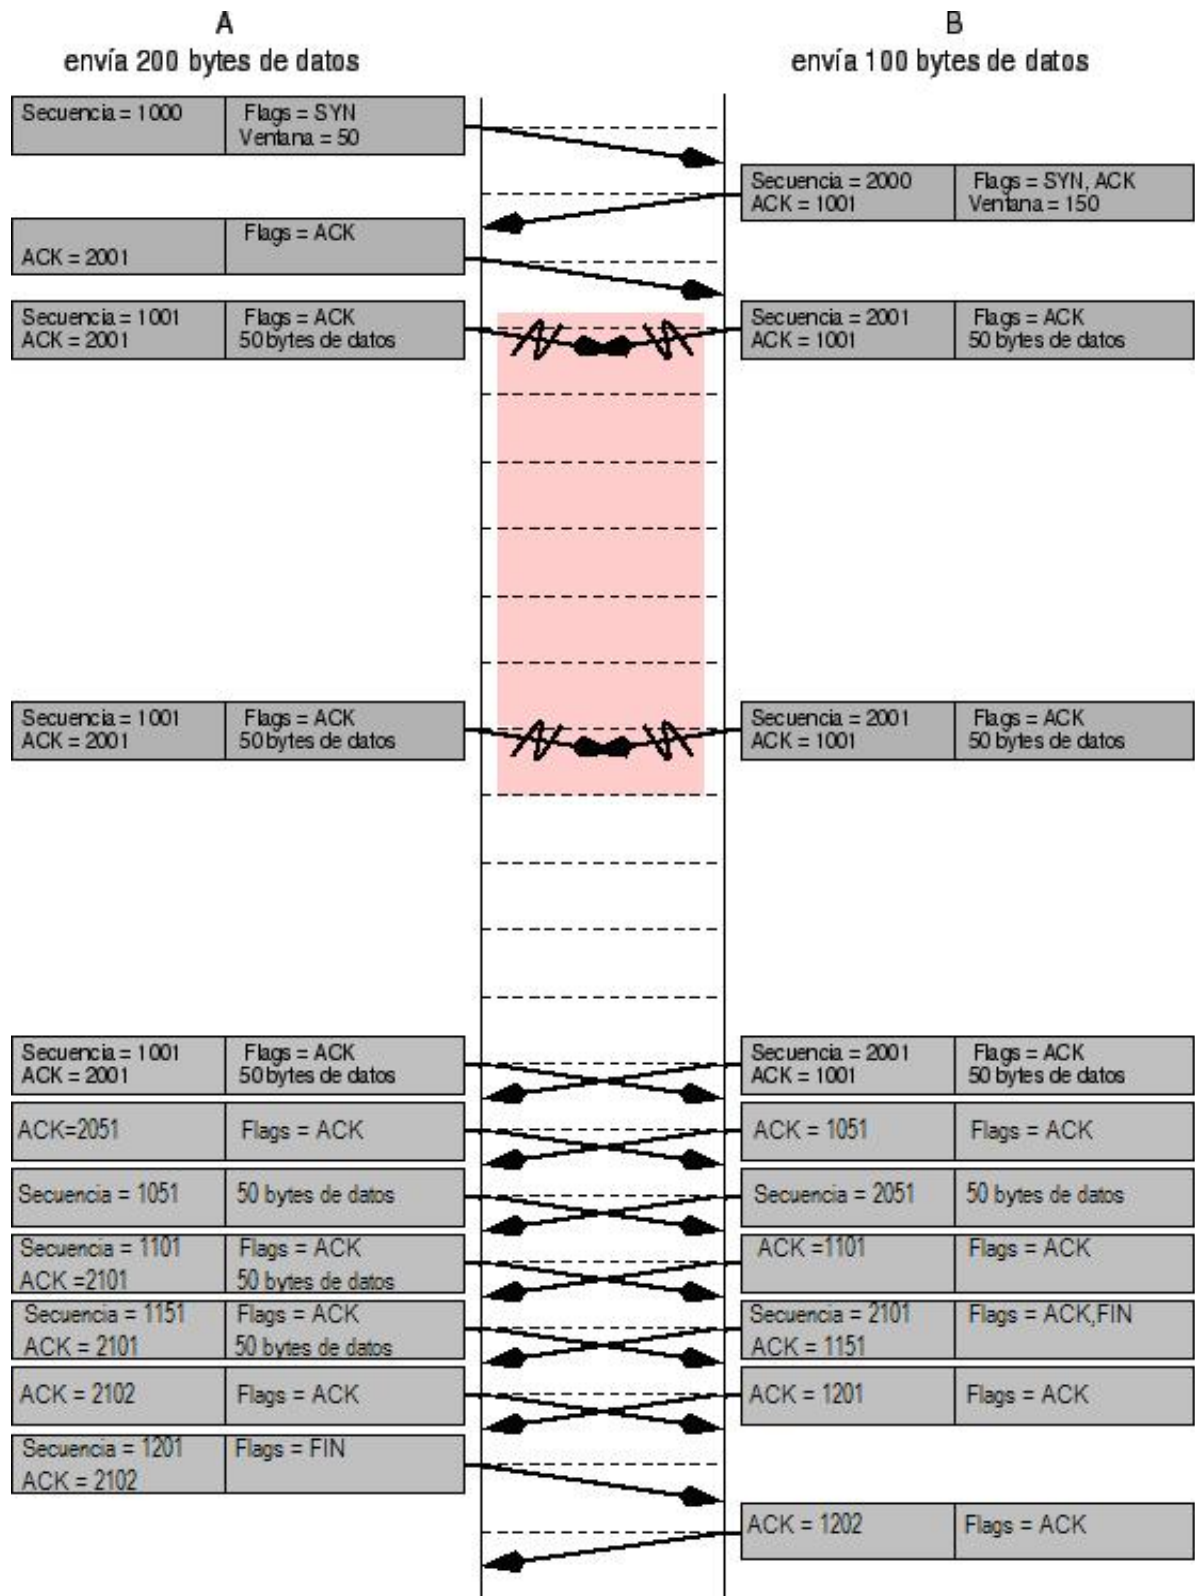 A
envía 200 bytes de datos
B
envía 100 bytes de datos
Secuencia = 1000
Flags = SYN
Ventana = 50
Secuencia = 2000
ACK = 1001
Flags = SYN, ACK
Ventana = 150
ACK = 2001
Flags = ACK
Secuencia = 1001
ACK = 2001
Flags = ACK
50 bytes de datos
Secuencia = 2001
ACK = 1001
Flags = ACK
50 bytes de datos
Secuencia = 1001
ACK = 2001
Flags = ACK
50 bytes de datos
Secuencia = 2001
ACK = 1001
Flags = ACK
50 bytes de datos
Secuencia = 1001
ACK = 2001
Flags = ACK
50 bytes de datos
Secuencia = 2001
ACK = 1001
Flags = ACK
50 bytes de datos
ACK=2051
Flags = ACK
ACK = 1051
Flags = ACK
Secuencia = 1051
50 bytes de datos
Secuencia = 2051
50 bytes de datos
Secuencia = 1101
ACK =2101
Flags = ACK
50 bytes de datos
ACK =1101
Flags = ACK
Secuencia = 1151
ACK = 2101
Flags = ACK
50 bytes de datos
Secuencia = 2101
ACK = 1151
Flags = ACK,FIN
ACK = 2102
Flags = ACK
ACK = 1201
Flags = ACK
Secuencia = 1201
ACK = 2102
Flags = FIN
ACK = 1202
Flags = ACK